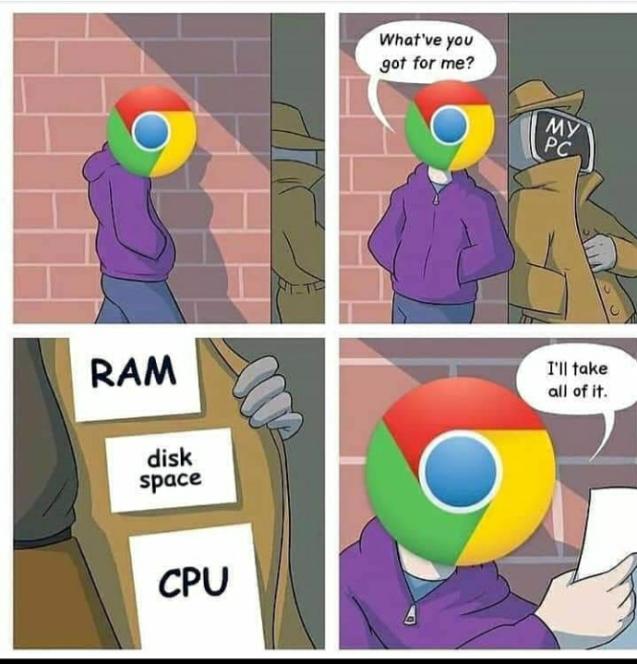 What've you
got for me?
MY
PC
RAM
disk
space
CPU
I'll take
all of it.